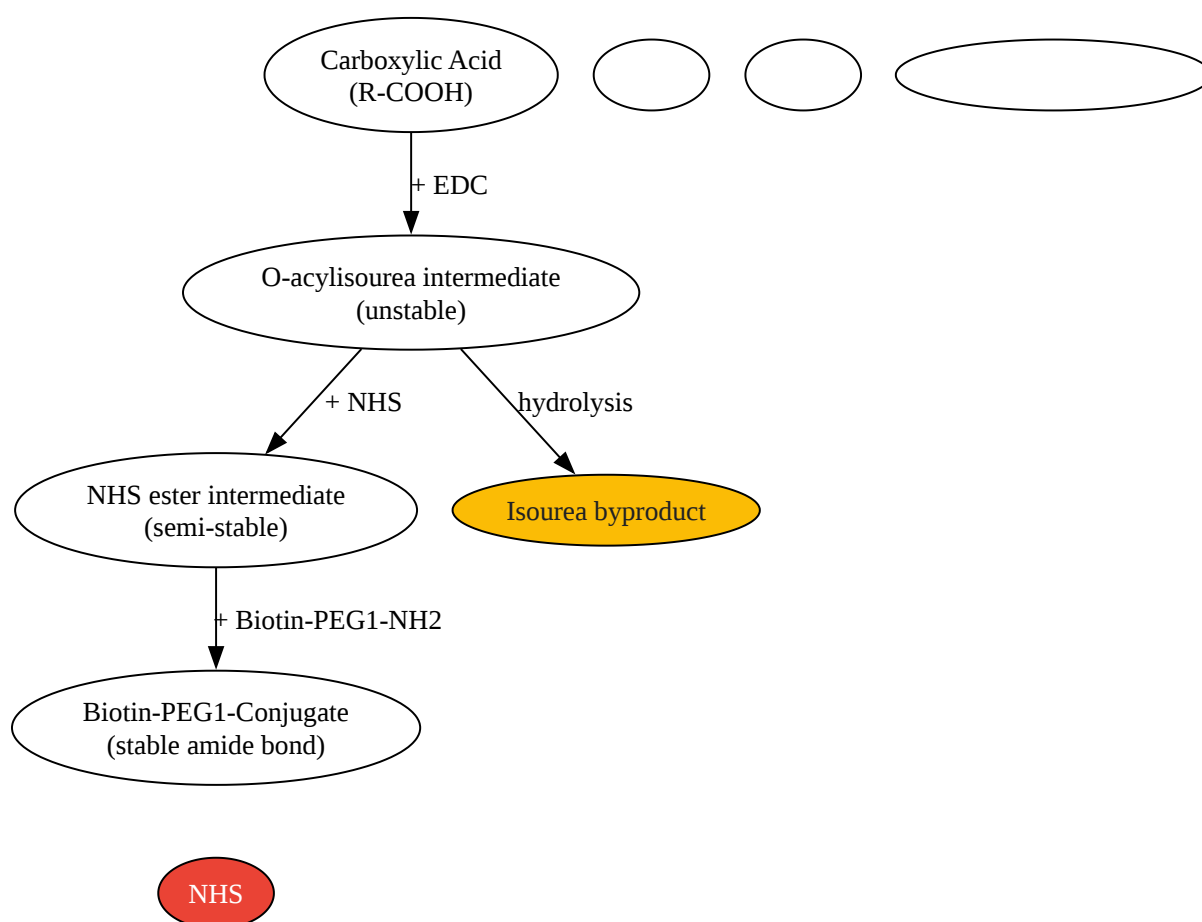 Carboxylic Acid
(R-COOH)
+ EDC
O-acylisourea intermediate
(unstable)
+ NHS
hydrolysis
NHS ester intermediate
(semi-stable)
Isourea byproduct
+ Biotin-PEG1-NH2
Biotin-PEG1-Conjugate
(stable amide bond)
NHS